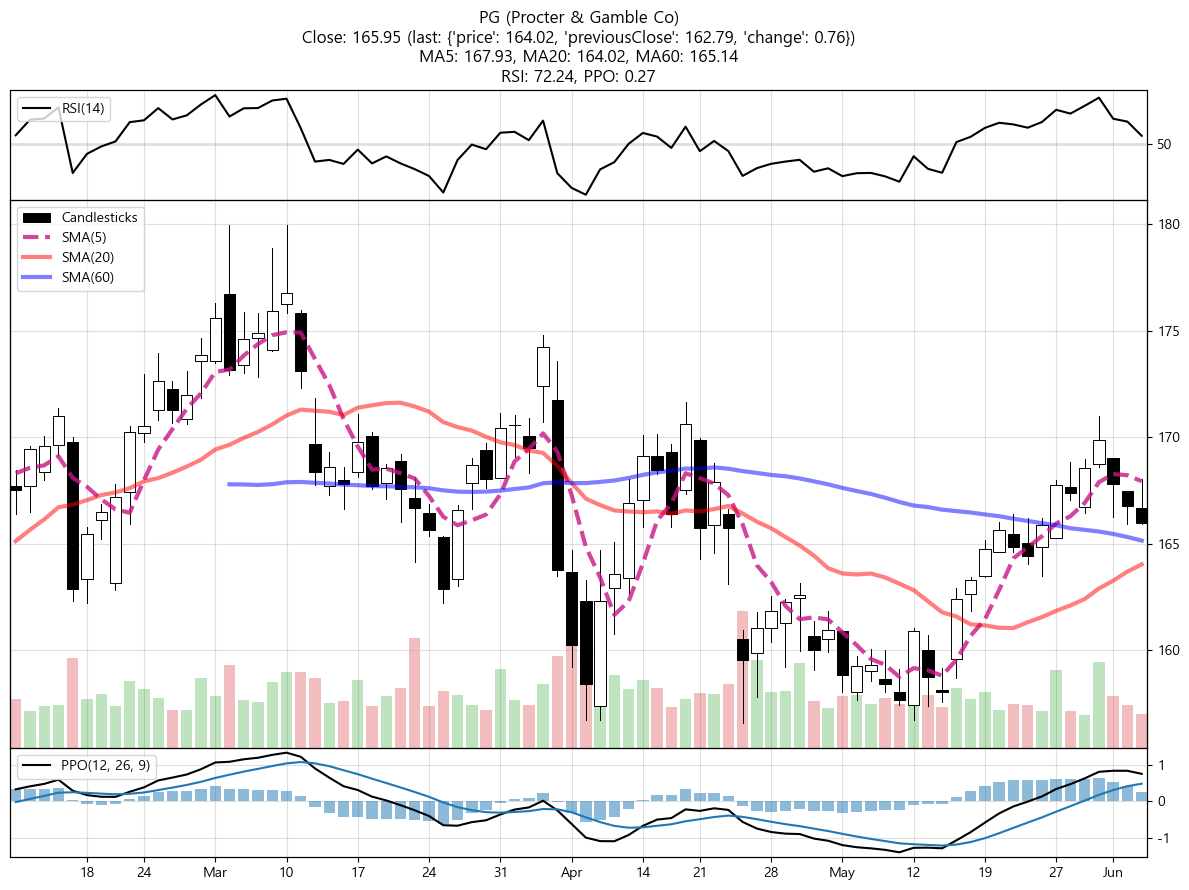 PG (Procter & Gamble Co)
Close: 165.95 (last: {'price': 164.02, 'previousClose': 162.79, 'change': 0.76})
MA5: 167.93, MA20: 164.02, MA60: 165.14
RSI: 72.24, PPO: 0.27
RSI(14)
50
Candlesticks
SMA(5)
SMA(20)
SMA(60)
180
175
170
165
160
PPO(12, 26, 9)
1
0
-1
18 24 Mar 10 17 24 31 Apr 14 21 28 May 12 19 27 Jun